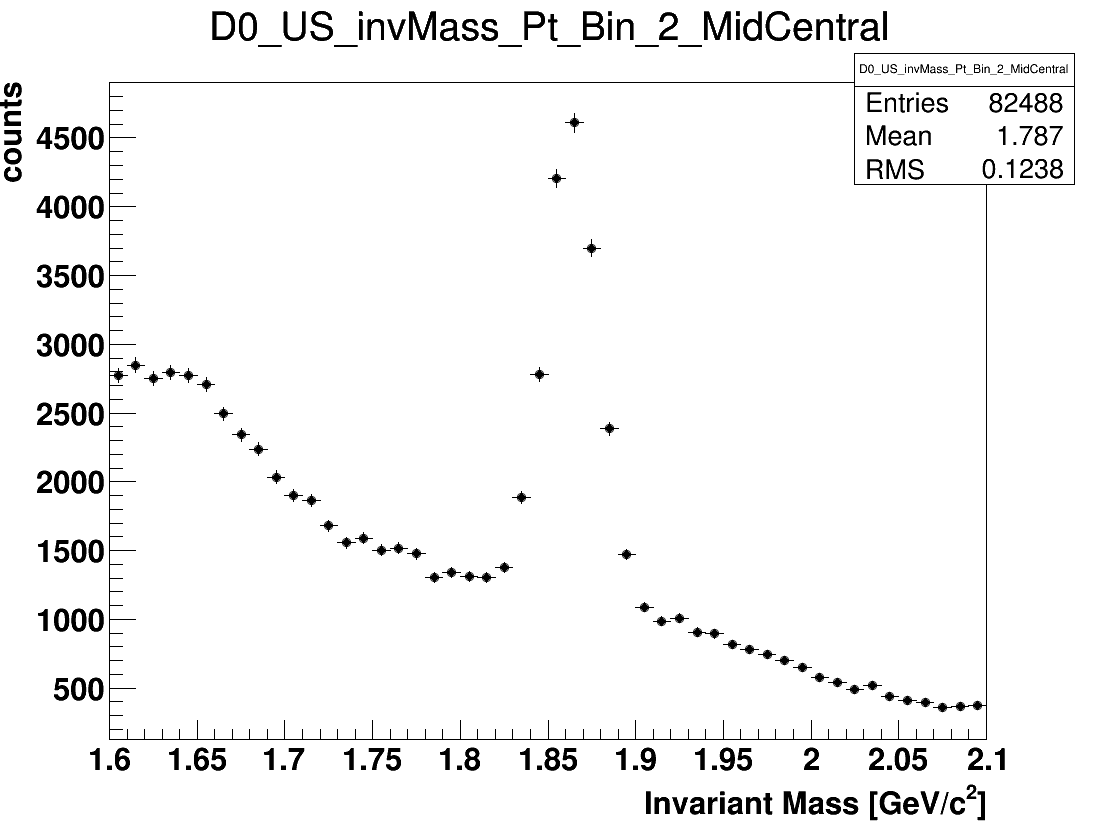 D0_US_invMass_Pt_Bin_2_MidCentral
D0_US_invMass_Pt_Bin_2_MidCentral
Entries 82488
Mean 1.787
RMS 0.1238
counts
4500
4000
3500
3000
2500
2000
1500
1000
500
1.6 1.65 1.7 1.75 1.8 1.85 1.9 1.95 2 2.05 2.1
Invariant Mass [GeV/c²]